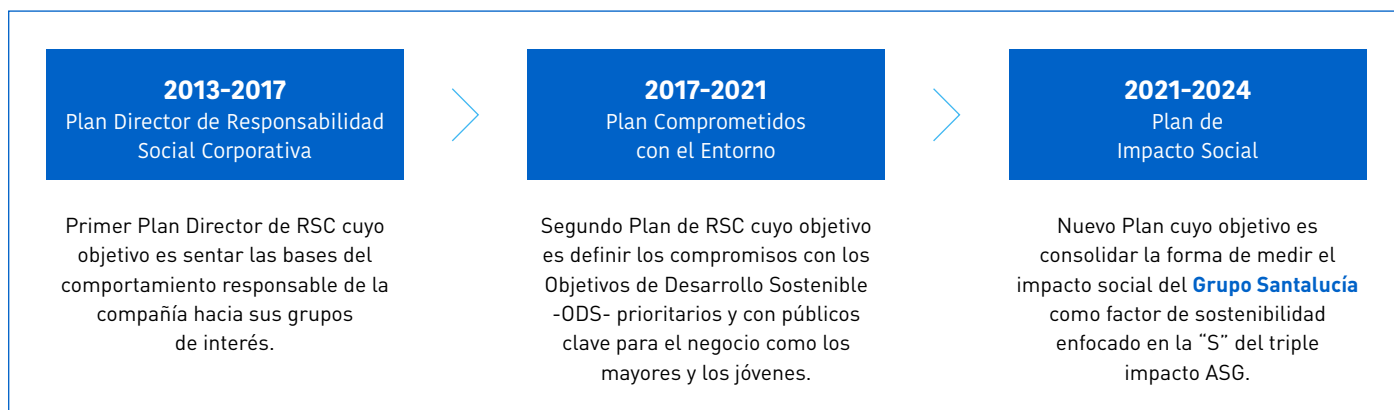 2013-2017
Plan Director de Responsabilidad
Social Corporativa
Primer Plan Director de RSC cuyo
objetivo es sentar las bases del
comportamiento responsable de la
compañía hacia sus grupos
de interés.
2017-2021
Plan Comprometidos
con el Entorno
Segundo Plan de RSC cuyo objetivo
es definir los compromisos con los
Objetivos de Desarrollo Sostenible
-ODS- prioritarios y con públicos
clave para el negocio como los
mayores y los jóvenes.
2021-2024
Plan de
Impacto Social
Nuevo Plan cuyo objetivo es
consolidar la forma de medir el
impacto social del Grupo Santalucía
como factor de sostenibilidad
enfocado en la “S” del triple
impacto ASG.